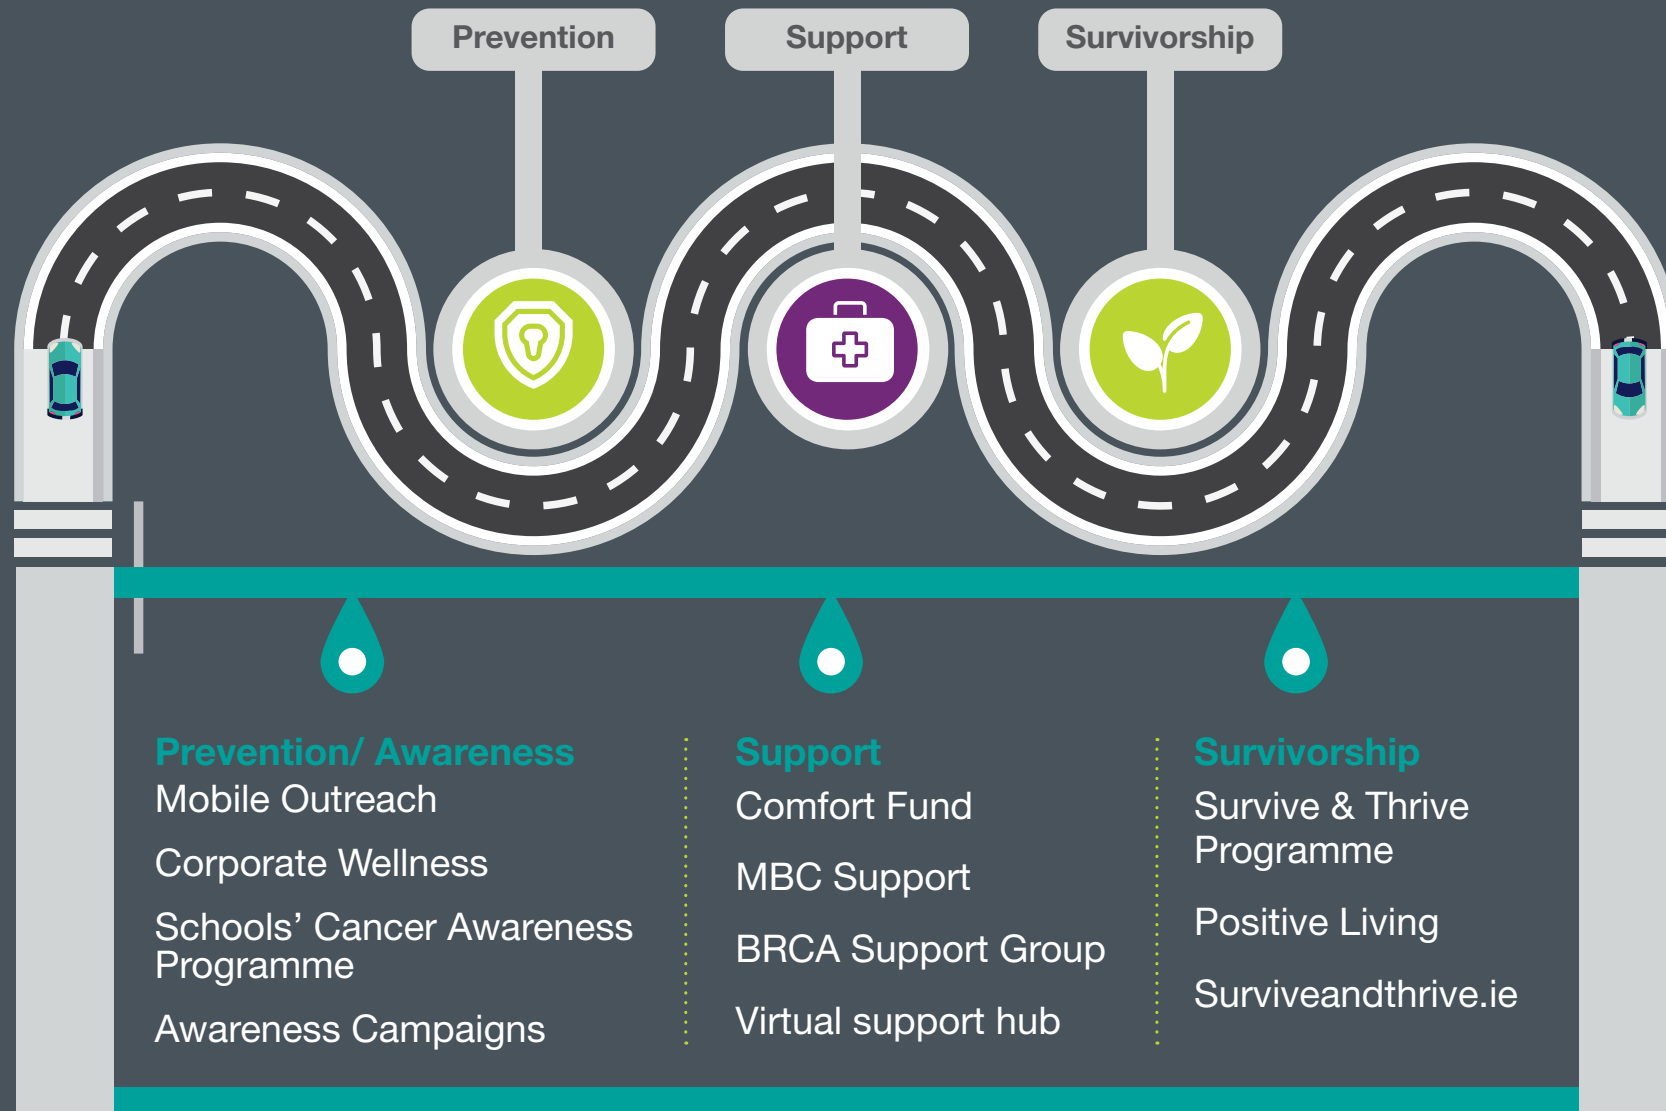 Prevention
Support
Survivorship
Prevention/ Awareness
Mobile Outreach
Corporate Wellness
Schools’ Cancer Awareness
Programme
Awareness Campaigns
Support
Comfort Fund
MBC Support
BRCA Support Group
Virtual support hub
Survivorship
Survive & Thrive
Programme
Positive Living
Surviveandthrive.ie